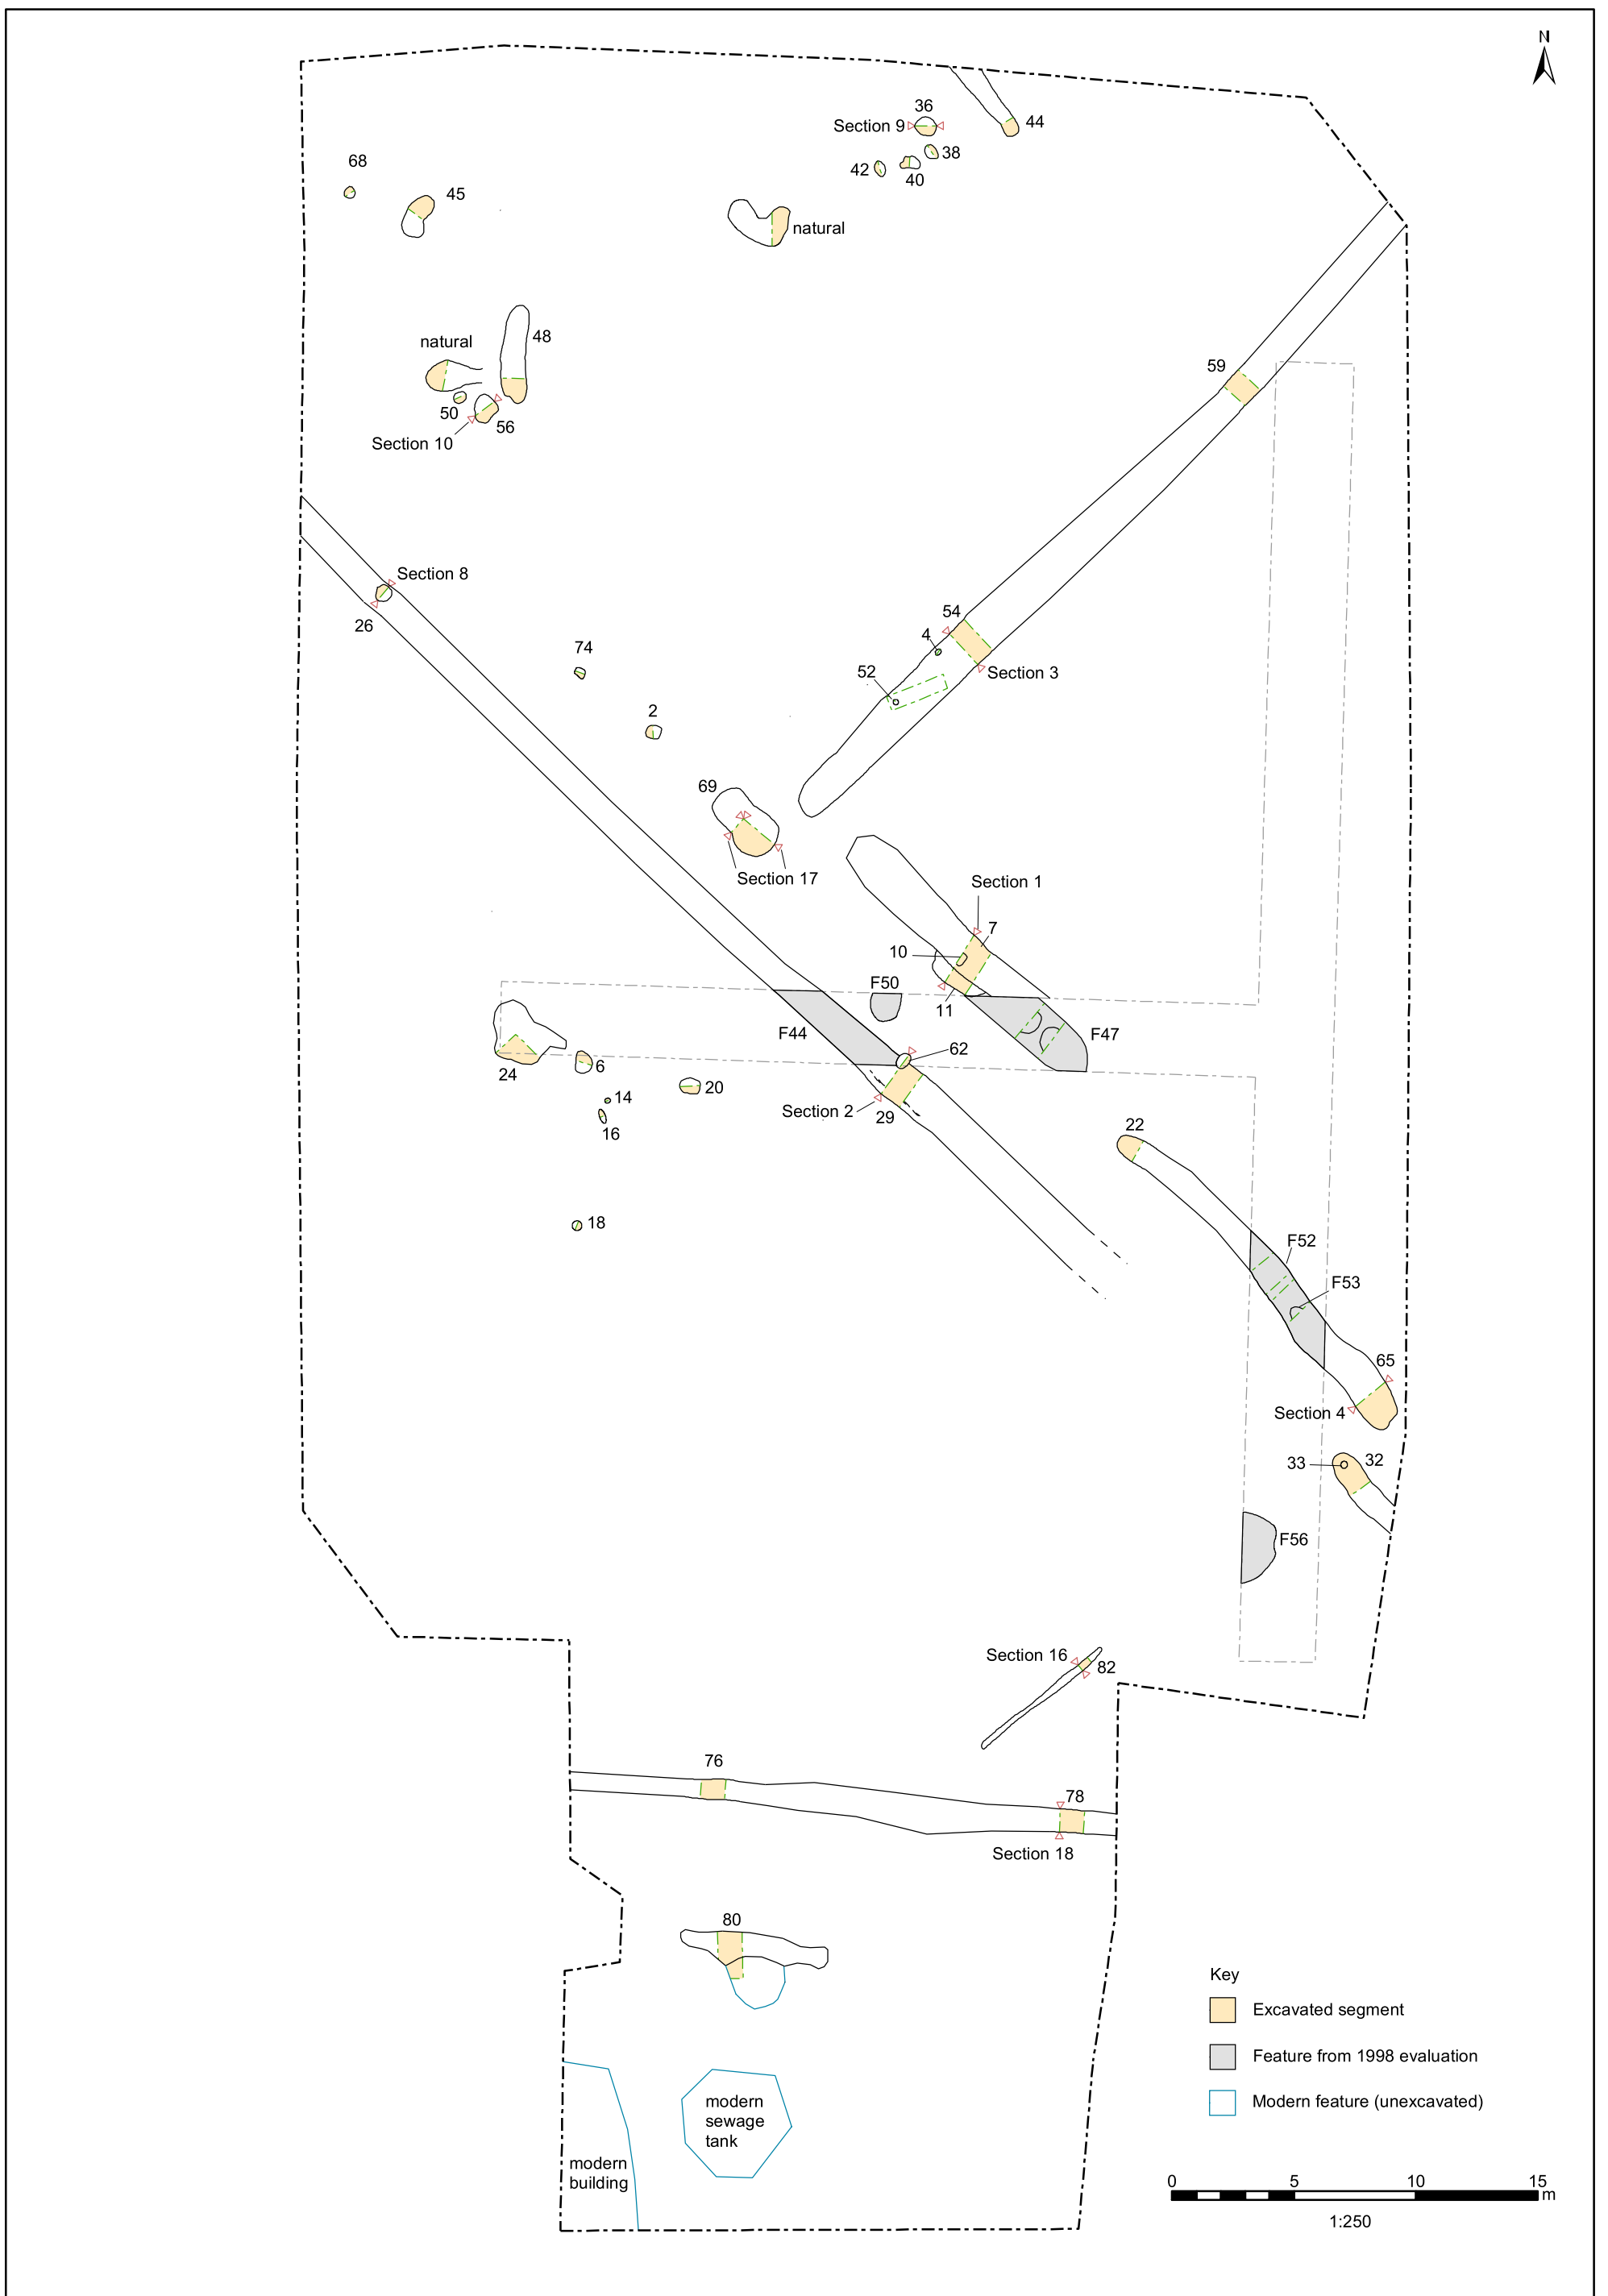 N
36
Section 9
44
38
42
40
68
45
natural
natural
48
50
56
Section 10
59
Section 8
26
54
4
52
Section 3
74
2
69
Section 17
Section 1
7
10
11
F50
F44
F47
62
24
6
20
14
16
Section 2
29
22
18
F52
F53
65
Section 4
33
32
F56
Section 16
82
76
78
Section 18
80
Key
Excavated segment
Feature from 1998 evaluation
Modern feature (unexcavated)
modern
sewage
tank
modern
building
0 5 10 15
m
1:250